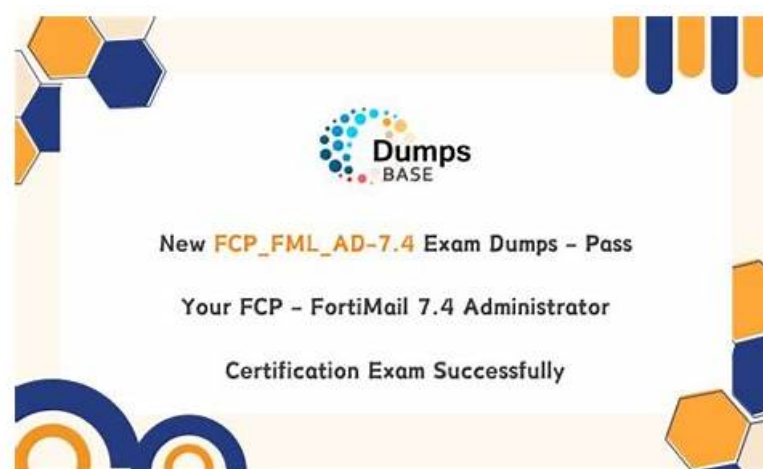 Dumps
BASE
New FCP_FML_AD-7.4 Exam Dumps – Pass
Your FCP – FortiMail 7.4 Administrator
Certification Exam Successfully